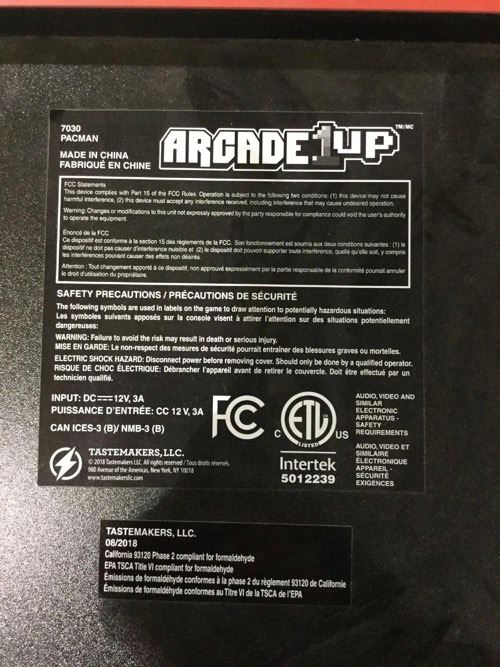 7030
PACMAN
MADE IN CHINA
FABRIQUÉ EN CHINE
ARCADE1UP TM/MC
FCC Statements
This device complies with Part 15 of the FCC Rules. Operation is subject to the following two conditions: (1) this device may not cause
harmful interference, (2) this device must accept any interference received, including interference that may cause undesired operation.
Warning: Changes or modifications to this unit not expressly approved by the party responsible for compliance could void the user's authority
to operate the equipment.
Énoncé de la FCC
Ce dispositif est conforme à la section 15 des règlements de la FCC. Son fonctionnement est soumis aux deux conditions suivantes : (1) le
dispositif ne doit pas causer d'interférence nuisible et (2) le dispositif doit pouvoir supporter toute interférence, quelle qu'elle soit, y compris
les interférences pouvant causer des effets non désirés.
Attention : Tout changement apporté à ce dispositif, non approuvé expressément par la partie responsable de la conformité pourrait annuler
le droit d'utilisation du propriétaire.
SAFETY PRECAUTIONS / PRÉCAUTIONS DE SÉCURITÉ
The following symbols are used in labels on the game to draw attention to potentially hazardous situations:
Les symboles suivants apposés sur la console visent à attirer l'attention sur des situations potentiellement
dangereuses:
WARNING: Failure to avoid the risk may result in death or serious injury.
MISE EN GARDE: Le non-respect des mesures de sécurité pourrait entraîner des blessures graves ou mortelles.
ELECTRIC SHOCK HAZARD: Disconnect power before removing cover. Should only be done by a qualified operator.
RISQUE DE CHOC ÉLECTRIQUE: Débrancher l'appareil avant de retirer le couvercle. Doit être effectué par un
technicien qualifié.
INPUT: DC⎓12V, 3A
PUISSANCE D'ENTRÉE: CC 12 V, 3A
CAN ICES-3 (B)/ NMB-3 (B)
FC
C ETL US
LISTED
Intertek
5012239
AUDIO, VIDEO AND
SIMILAR
ELECTRONIC
APPARATUS -
SAFETY
REQUIREMENTS
AUDIO, VIDÉO ET
SIMILAIRE
ÉLECTRONIQUE
APPAREIL -
SÉCURITÉ
EXIGENCES
TASTEMAKERS, LLC.
© 2018 Tastemakers LLC. All rights reserved / Tous droits réservés.
980 Avenue of the Americas, New York, NY 10018
www.tastemakersllc.com
TASTEMAKERS, LLC.
08/2018
California 93120 Phase 2 compliant for formaldehyde
EPA TSCA Title VI compliant for formaldehyde
Émissions de formaldéhyde conformes à la phase 2 du règlement 93120 de Californie
Émissions de formaldéhyde conformes au Titre VI de la TSCA de l'EPA